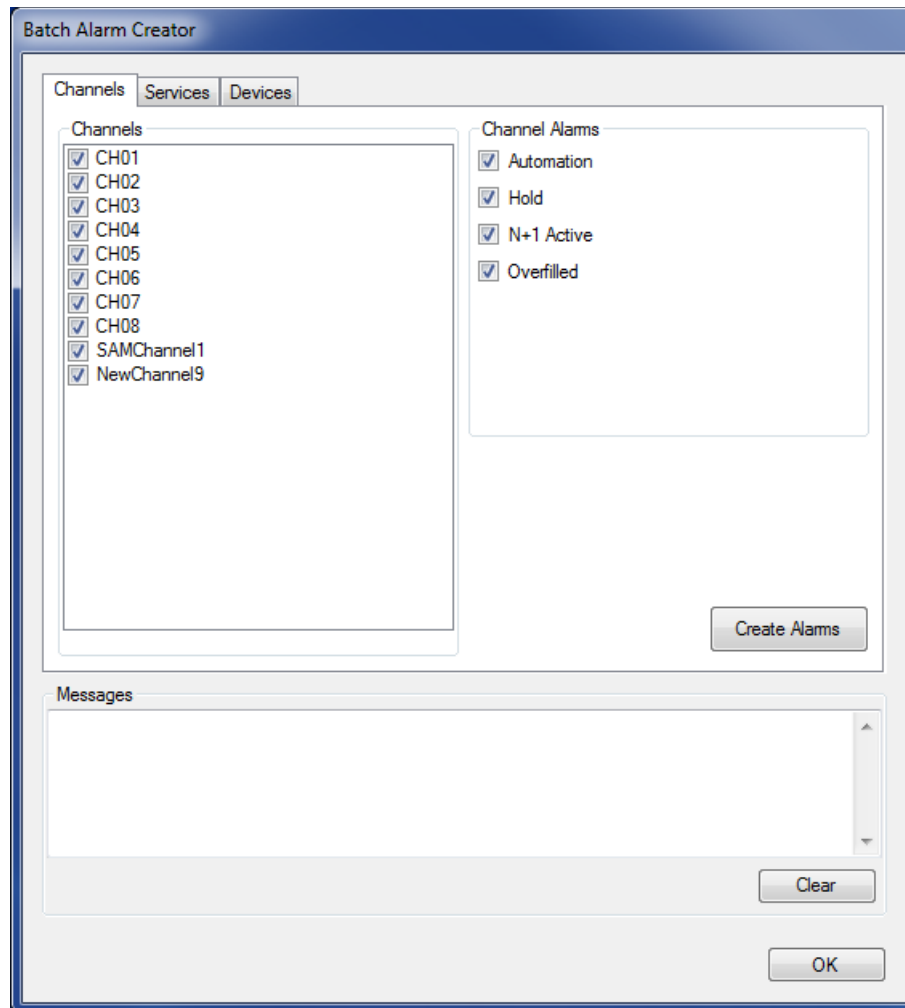 Batch Alarm Creator
Channels Services Devices
Channels
CH01
CH02
CH03
CH04
CH05
CH06
CH07
CH08
SAMChannel1
NewChannel9
Channel Alarms
Automation
Hold
N+1 Active
Overfilled
Create Alarms
Messages
Clear
OK